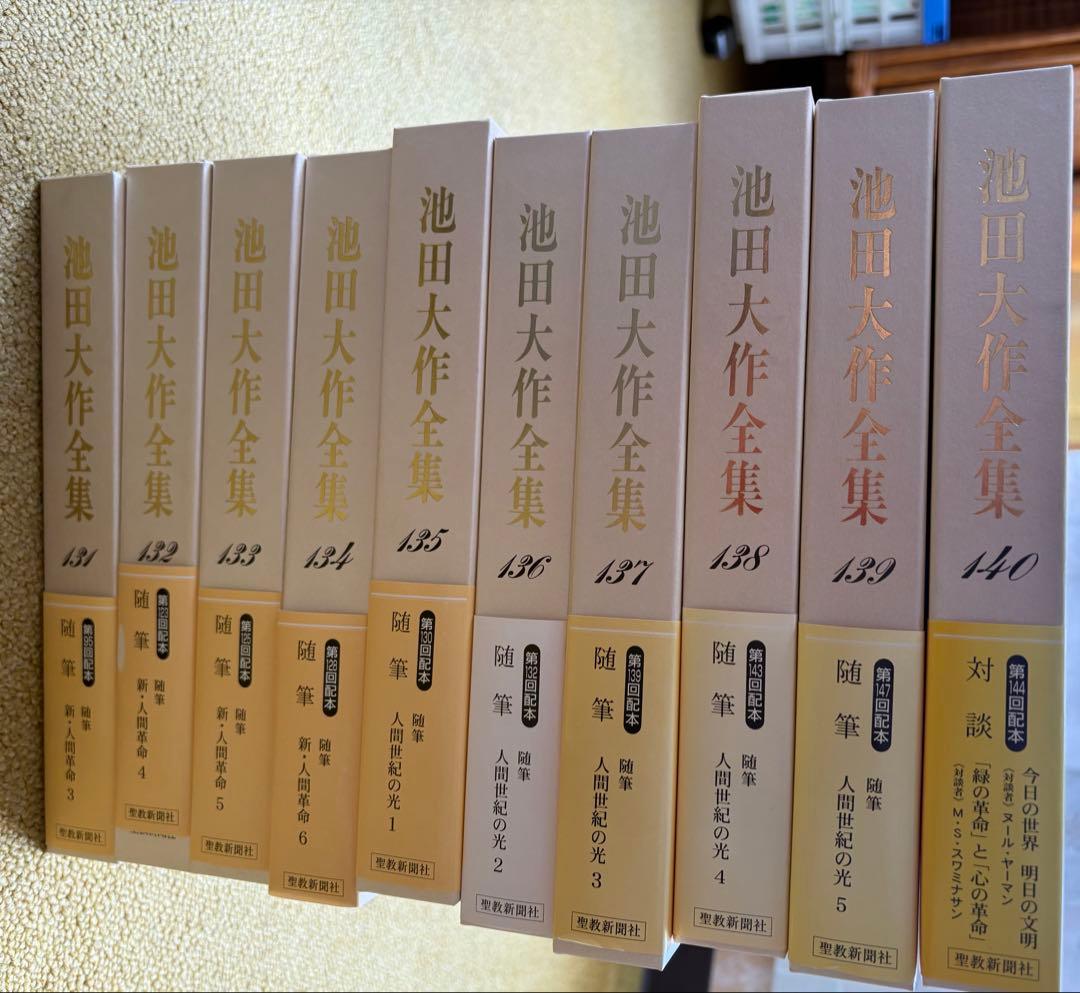 池田大作全集
131
第95回配本
随筆
随筆
新・人間革命 3
聖教新聞社
池田大作全集
132
第123回配本
随筆
随筆
新・人間革命 4
聖教新聞社
池田大作全集
133
第125回配本
随筆
随筆
新・人間革命 5
聖教新聞社
池田大作全集
134
第128回配本
随筆
随筆
新・人間革命 6
聖教新聞社
池田大作全集
135
第130回配本
随筆
随筆
人間世紀の光 1
聖教新聞社
池田大作全集
136
第132回配本
随筆
随筆
人間世紀の光 2
聖教新聞社
池田大作全集
137
第139回配本
随筆
随筆
人間世紀の光 3
聖教新聞社
池田大作全集
138
第143回配本
随筆
随筆
人間世紀の光 4
聖教新聞社
池田大作全集
139
第147回配本
随筆
随筆
人間世紀の光 5
聖教新聞社
池田大作全集
140
第144回配本
対談
今日の世界 明日の文明
(対談者) ヌール・ヤーマン
「緑の革命」と「心の革命」
(対談者) M・S・スワミナサン
聖教新聞社